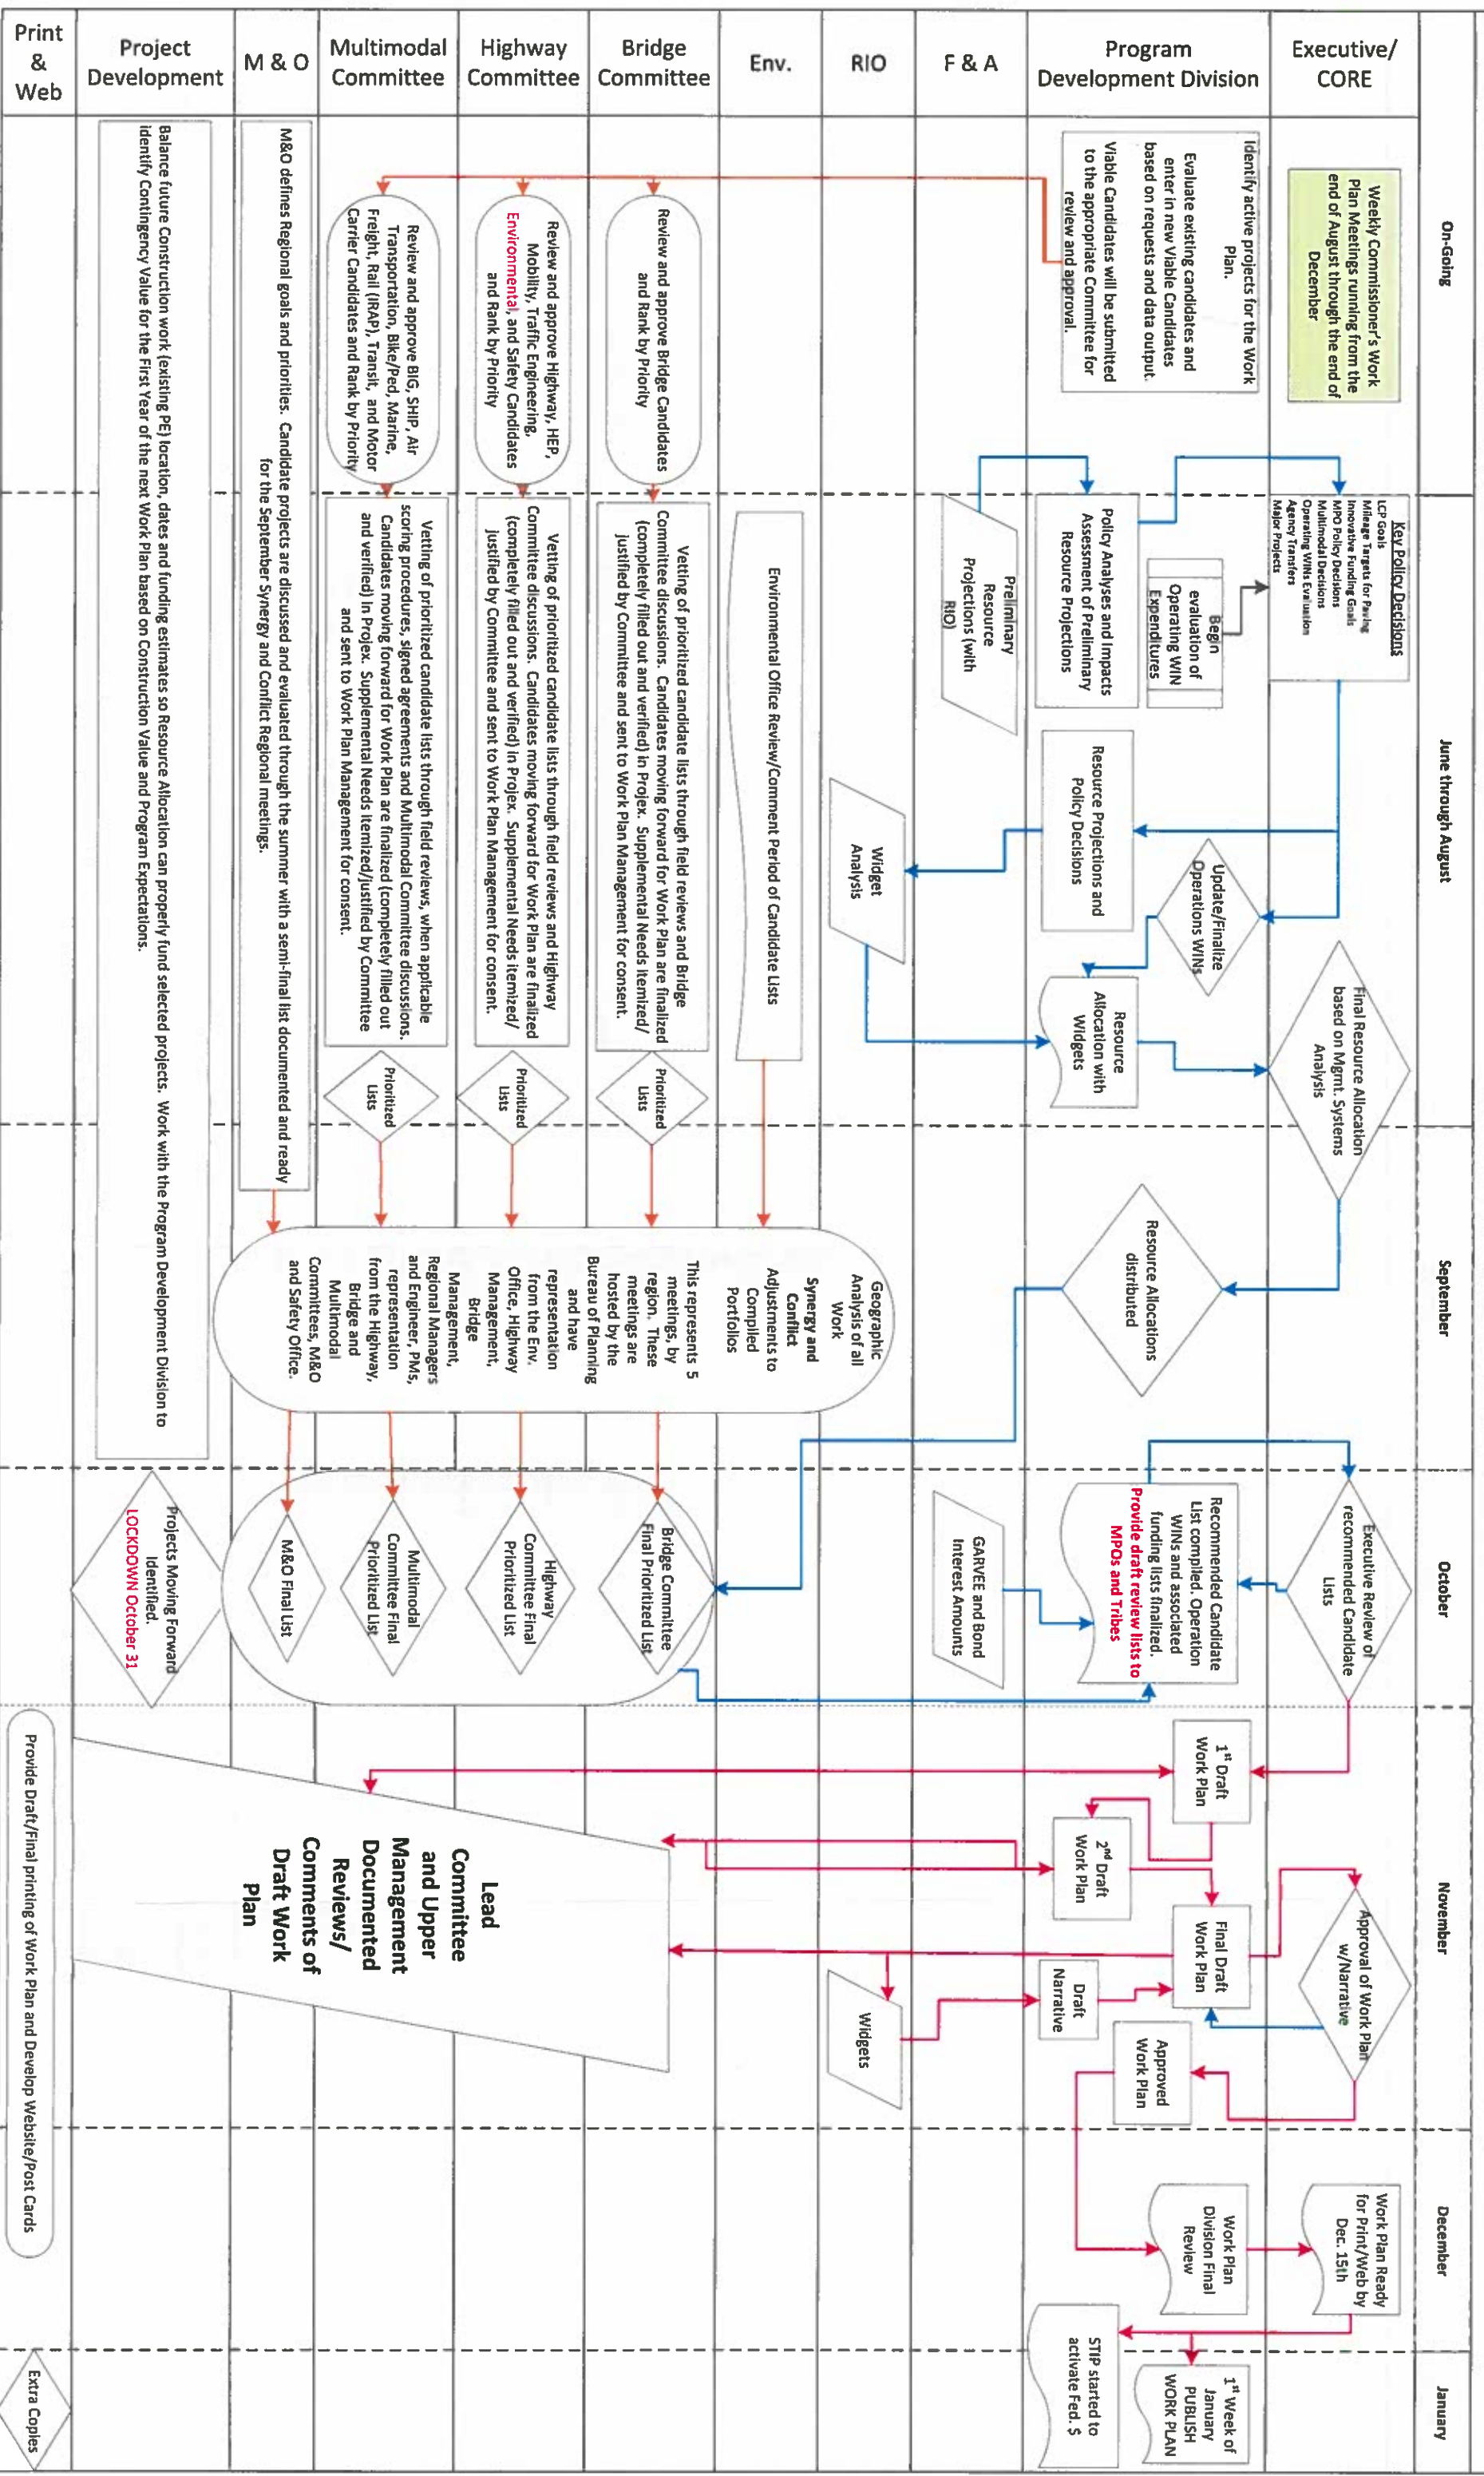 Print
&
Web
Project
Development
M & O
Multimodal
Committee
Highway
Committee
Bridge
Committee
Env.
RIO
F & A
Program
Development Division
Executive/
CORE
On-Going
June through August
September
October
November
December
January
Weekly Commissioner's Work
Plan Meetings running from the
end of August through the end of
December
Key Policy Decisions
LCP Goals
Mileage Targets for Paving
Innovative Funding Goals
MPO Policy Decisions
Multimodal Decisions
Operating WINs Evaluation
Agency Transfers
Major Projects
Final Resource Allocation
based on Mgmt. Systems
Analysis
Executive Review of
recommended Candidate
Lists
Approval of Work Plan
w/Narrative
Work Plan Ready
for Print/Web by
Dec. 15th
Identify active projects for the Work
Plan.
Evaluate existing candidates and
enter in new Viable Candidates
based on requests and data output.
Viable Candidates will be submitted
to the appropriate Committee for
review and approval.
Begin
evaluation of
Operating WIN
Expenditures
Policy Analyses and Impacts
Assessment of Preliminary
Resource Projections
Update/Finalize
Operations WINs
Resource Projections and
Policy Decisions
Resource
Allocation with
Widgets
Resource Allocations
distributed
Recommended Candidate
List compiled. Operation
WINs and associated
funding lists finalized.
Provide draft review lists to
MPOs and Tribes
1st Draft
Work Plan
2nd Draft
Work Plan
Final Draft
Work Plan
Draft
Narrative
Approved
Work Plan
Work Plan
Division Final
Review
1st Week of
January
PUBLISH
WORK PLAN
STIP started to
activate Fed. $
Preliminary
Resource
Projections (with
RIO)
GARVEE and Bond
Interest Amounts
Widget
Analysis
Widgets
Environmental Office Review/Comment Period of Candidate Lists
Geographic
Analysis of all
Work
Synergy and
Conflict
Adjustments to
Compiled
Portfolios
This represents 5
meetings, by
region. These
meetings are
hosted by the
Bureau of Planning
and have
representation
from the Env.
Office, Highway
Management,
Bridge
Management,
Regional Managers
and Engineer, PMs,
representation
from the Highway,
Bridge and
Multimodal
Committees, M&O
and Safety Office.
Review and approve Bridge Candidates
and Rank by Priority
Vetting of prioritized candidate lists through field reviews and Bridge
Committee discussions. Candidates moving forward for Work Plan are finalized
(completely filled out and verified) in Projex. Supplemental Needs itemized/
justified by Committee and sent to Work Plan Management for consent.
Prioritized
Lists
Bridge Committee
Final Prioritized List
Review and approve Highway, HEP,
Mobility, Traffic Engineering,
Environmental, and Safety Candidates
and Rank by Priority
Vetting of prioritized candidate lists through field reviews and Highway
Committee discussions. Candidates moving forward for Work Plan are finalized
(completely filled out and verified) in Projex. Supplemental Needs itemized/
justified by Committee and sent to Work Plan Management for consent.
Prioritized
Lists
Highway
Committee Final
Prioritized List
Review and approve BIG, SHIP, Air
Transportation, Bike/Ped, Marine,
Freight, Rail (IRAP), Transit, and Motor
Carrier Candidates and Rank by Priority
Vetting of prioritized candidate lists through field reviews, when applicable
scoring procedures, signed agreements and Multimodal Committee discussions.
Candidates moving forward for Work Plan are finalized (completely filled out
and verified) in Projex. Supplemental Needs itemized/justified by Committee
and sent to Work Plan Management for consent.
Prioritized
Lists
Multimodal
Committee Final
Prioritized List
M&O defines Regional goals and priorities. Candidate projects are discussed and evaluated through the summer with a semi-final list documented and ready
for the September Synergy and Conflict Regional meetings.
M&O Final List
Balance future Construction work (existing PE) location, dates and funding estimates so Resource Allocation can properly fund selected projects. Work with the Program Development Division to
identify Contingency Value for the First Year of the next Work Plan based on Construction Value and Program Expectations.
Projects Moving Forward
Identified.
LOCKDOWN October 31
Lead
Committee
and Upper
Management
Documented
Reviews/
Comments of
Draft Work
Plan
Provide Draft/Final printing of Work Plan and Develop Website/Post Cards
Extra Copies